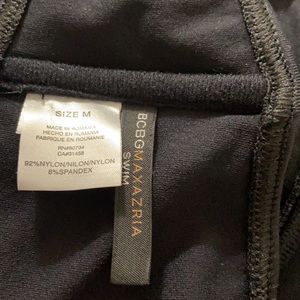 SIZE M
MADE IN ROMANIA
HECHO EN RUMANIA
FABRIQUE EN ROUMANIE
RN#80734
CA#31458
92%NYLON/NILON/NYLON
8%SPANDEX
BCBGMAXAZRIA
SWIM